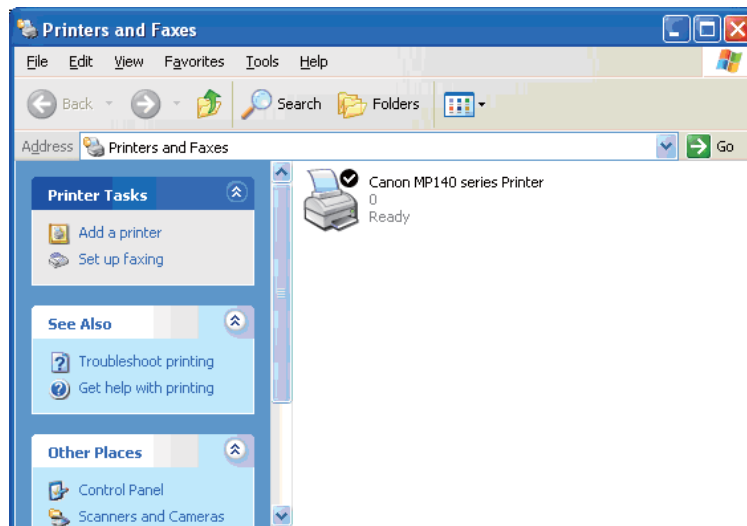 Printers and Faxes
File Edit View Favorites Tools Help
Back Search Folders
Address Printers and Faxes Go
Printer Tasks
Add a printer
Set up faxing
See Also
Troubleshoot printing
Get help with printing
Other Places
Control Panel
Scanners and Cameras
Canon MP140 series Printer
0
Ready